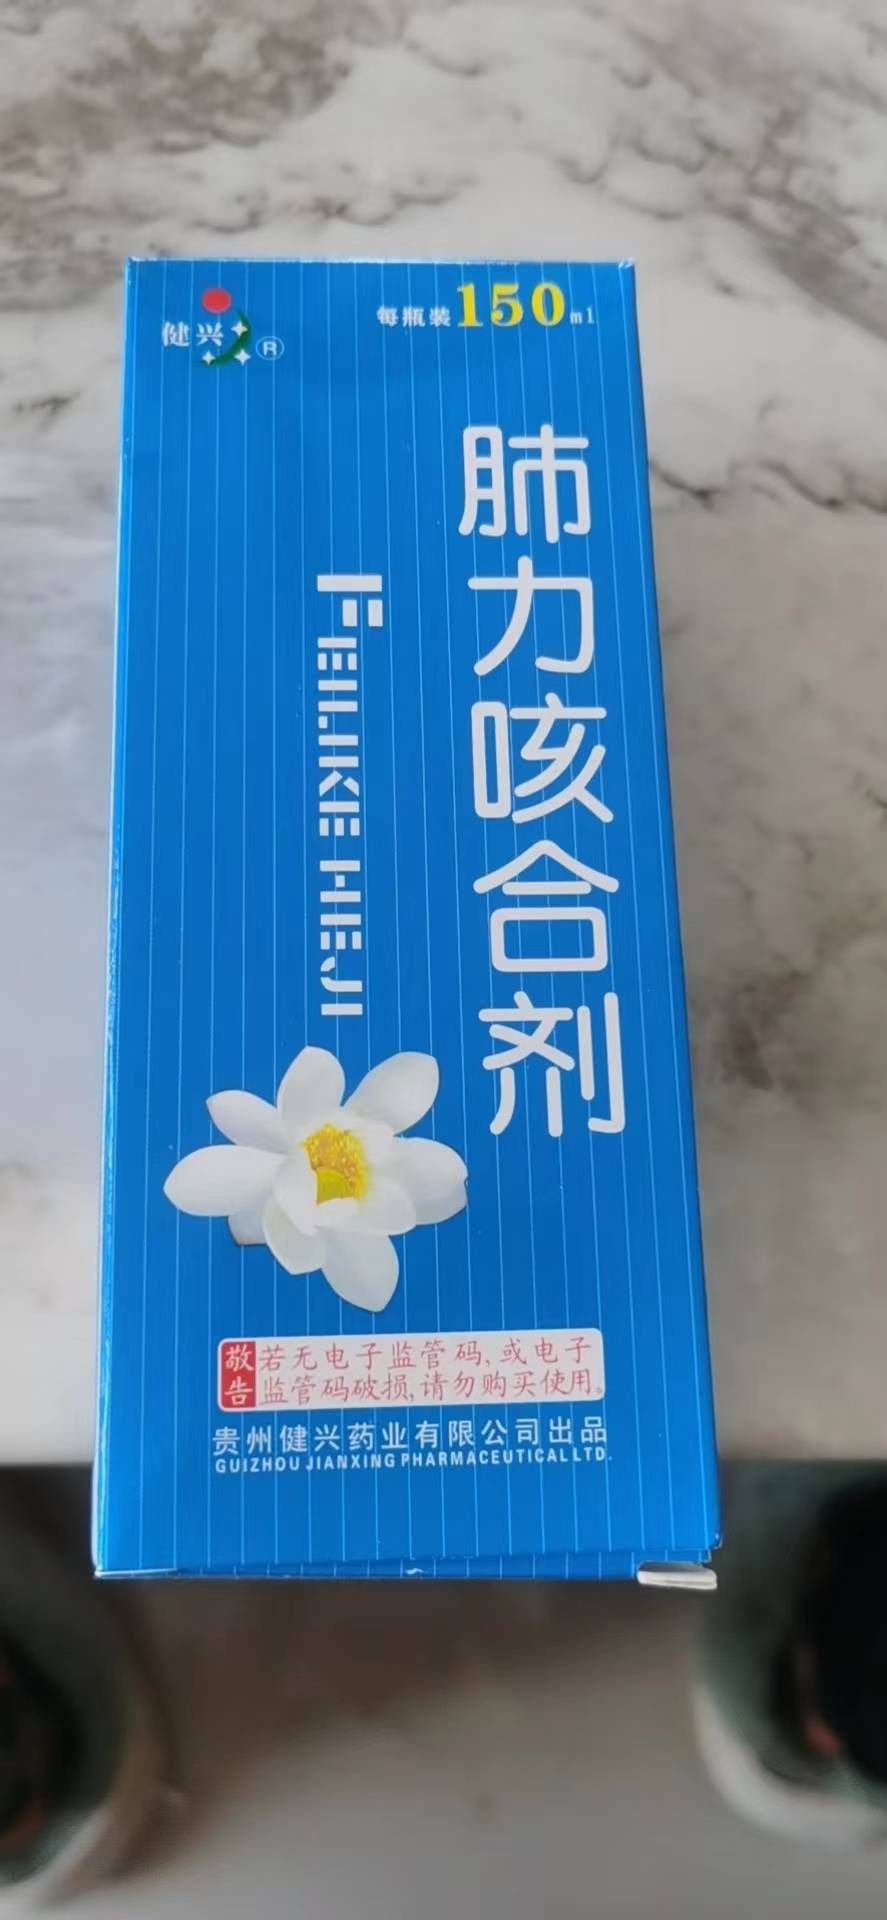 健兴®
每瓶装150ml
肺力咳合剂
FEILIKE HEJI
敬告
若无电子监管码,或电子
监管码破损,请勿购买使用。
贵州健兴药业有限公司出品
GUIZHOU JIANXING PHARMACEUTICAL LTD.